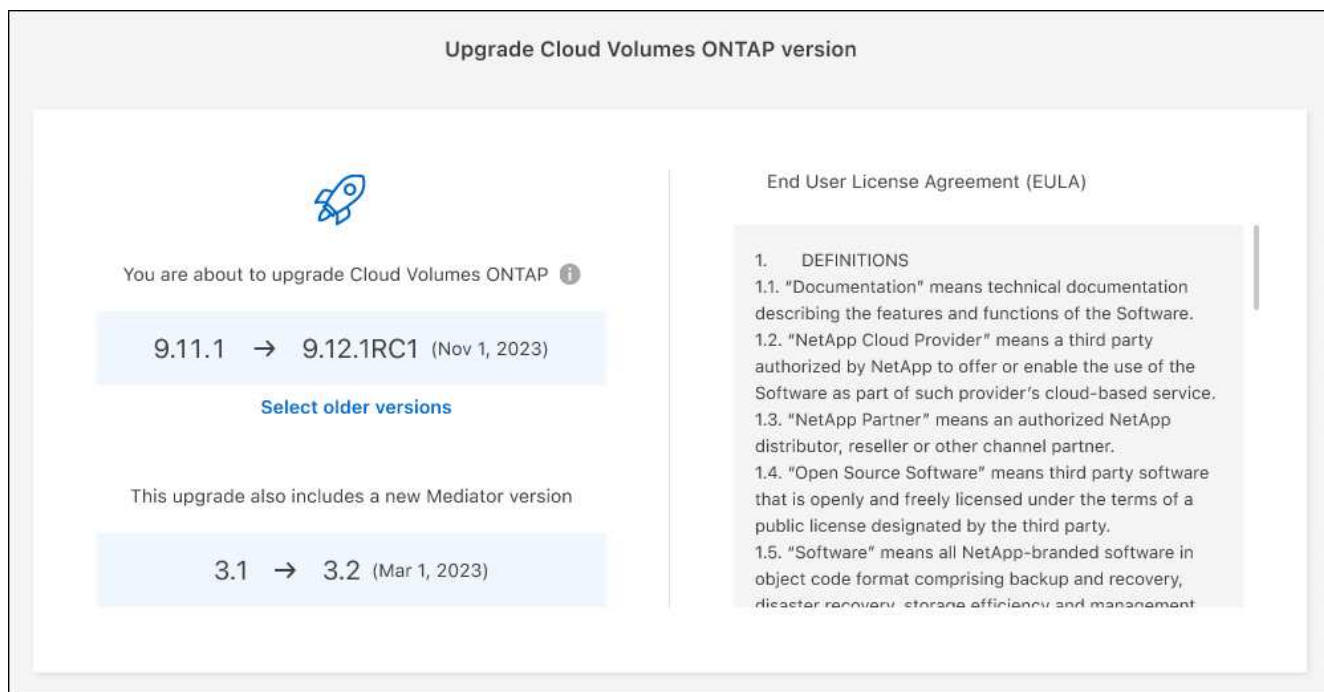 Upgrade Cloud Volumes ONTAP version
You are about to upgrade Cloud Volumes ONTAP
9.11.1 → 9.12.1RC1 (Nov 1, 2023)
Select older versions
This upgrade also includes a new Mediator version
3.1 → 3.2 (Mar 1, 2023)
End User License Agreement (EULA)
1. DEFINITIONS
1.1. “Documentation” means technical documentation
describing the features and functions of the Software.
1.2. “NetApp Cloud Provider” means a third party
authorized by NetApp to offer or enable the use of the
Software as part of such provider’s cloud-based service.
1.3. “NetApp Partner” means an authorized NetApp
distributor, reseller or other channel partner.
1.4. “Open Source Software” means third party software
that is openly and freely licensed under the terms of a
public license designated by the third party.
1.5. “Software” means all NetApp-branded software in
object code format comprising backup and recovery,
disaster recovery, storage efficiency and management